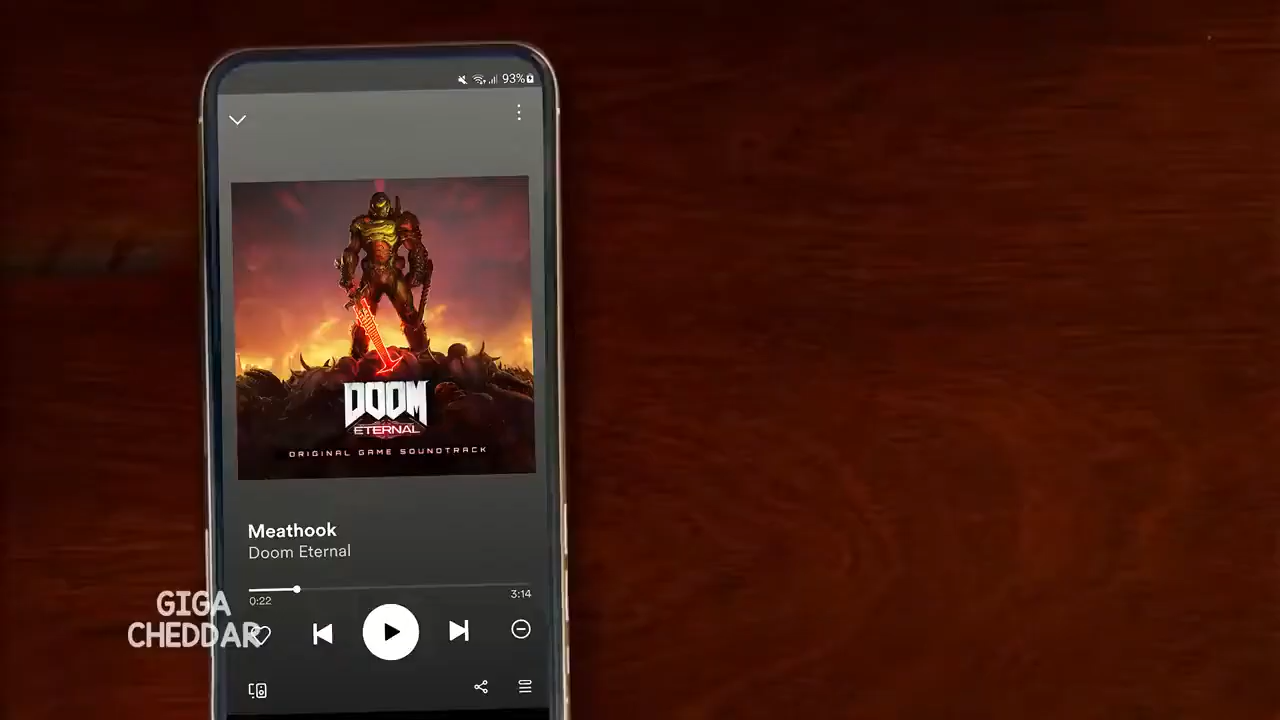 93%
DOOM
ETERNAL
ORIGINAL GAME SOUNDTRACK
Meathook
Doom Eternal
0:22
3:14
GIGA
CHEDDAR